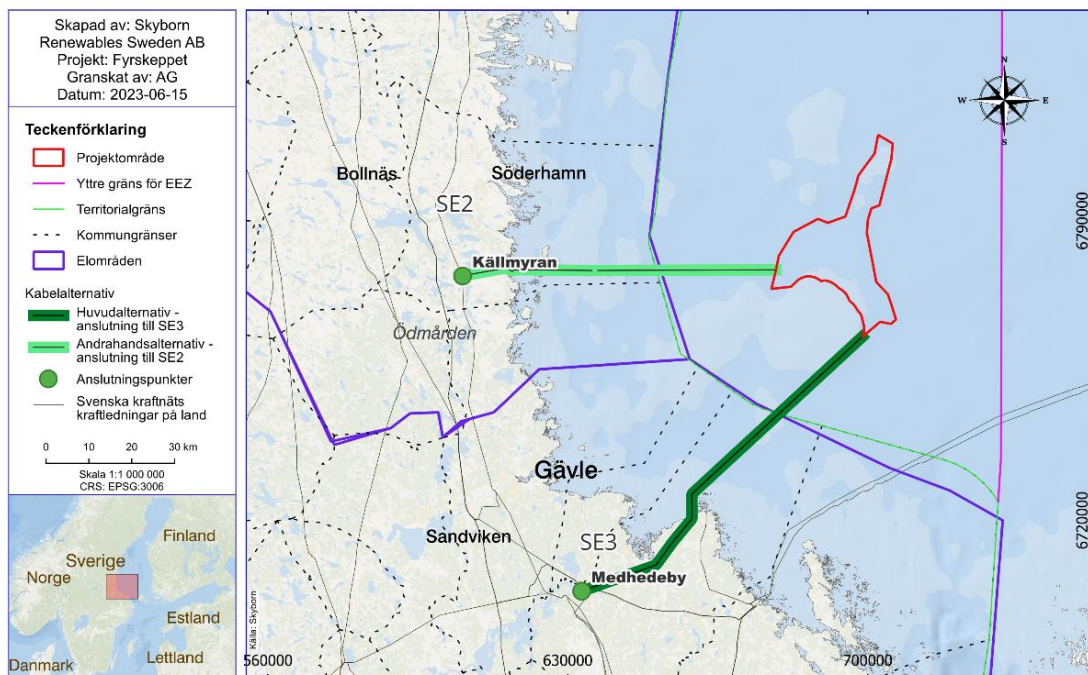 Skapad av: Skyborn
Renewables Sweden AB
Projekt: Fyrskeppet
Granskat av: AG
Datum: 2023-06-15
Teckenförklaring
Projektområde
Yttre gräns för EEZ
Territorialgräns
Kommungränser
Elområden
Kabelalternativ
Huvudalternativ -
anslutning till SE3
Andrahandsalternativ -
anslutning till SE2
Anslutningspunkter
Svenska kraftnäts
kraftledningar på land
0 10 20 30 km
Skala 1:1 000 000
CRS: EPSG:3006
Finland
Sverige
Norge
Estland
Lettland
Danmark
N
W E
S
Bollnäs
Söderhamn
SE2
Källmyran
Ödmården
Gävle
Sandviken
SE3
Medhedeby
Källa: Skyborn
560000
630000
700000
6790000
6720000